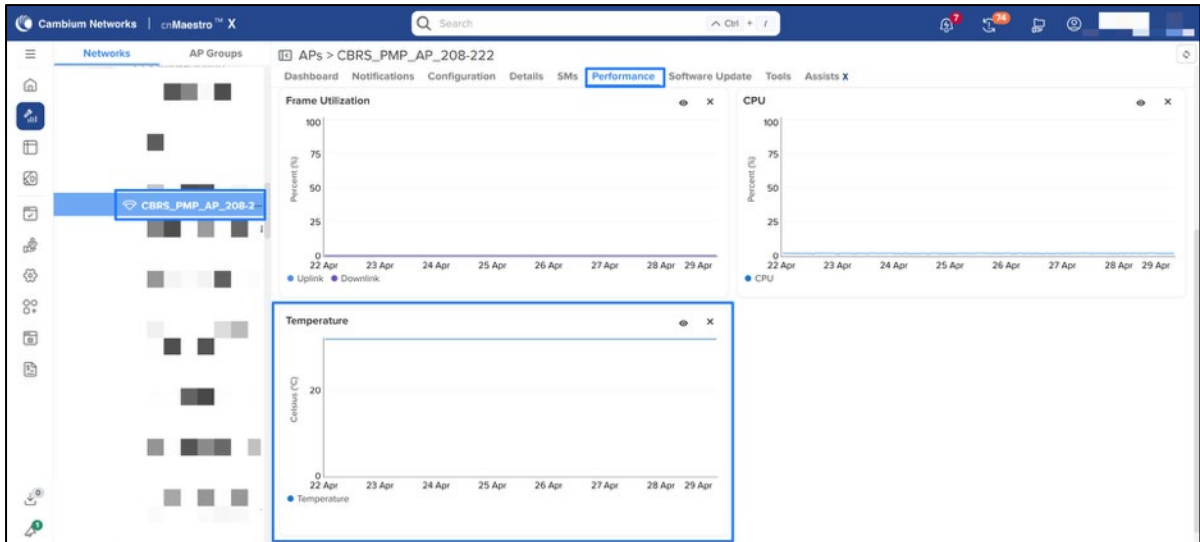 Cambium Networks | cnMaestro™ X
Search
Ctrl + /
7
74
Networks
AP Groups
APs > CBRS_PMP_AP_208-222
Dashboard Notifications Configuration Details SMs Performance Software Update Tools Assists X
Frame Utilization
100
75
50
25
0
Percent (%)
22 Apr 23 Apr 24 Apr 25 Apr 26 Apr 27 Apr 28 Apr 29 Apr
Uplink Downlink
CPU
100
75
50
25
0
Percent (%)
22 Apr 23 Apr 24 Apr 25 Apr 26 Apr 27 Apr 28 Apr 29 Apr
CPU
CBRS_PMP_AP_208-2...
Temperature
20
0
Celsius (°C)
22 Apr 23 Apr 24 Apr 25 Apr 26 Apr 27 Apr 28 Apr 29 Apr
Temperature
0
1